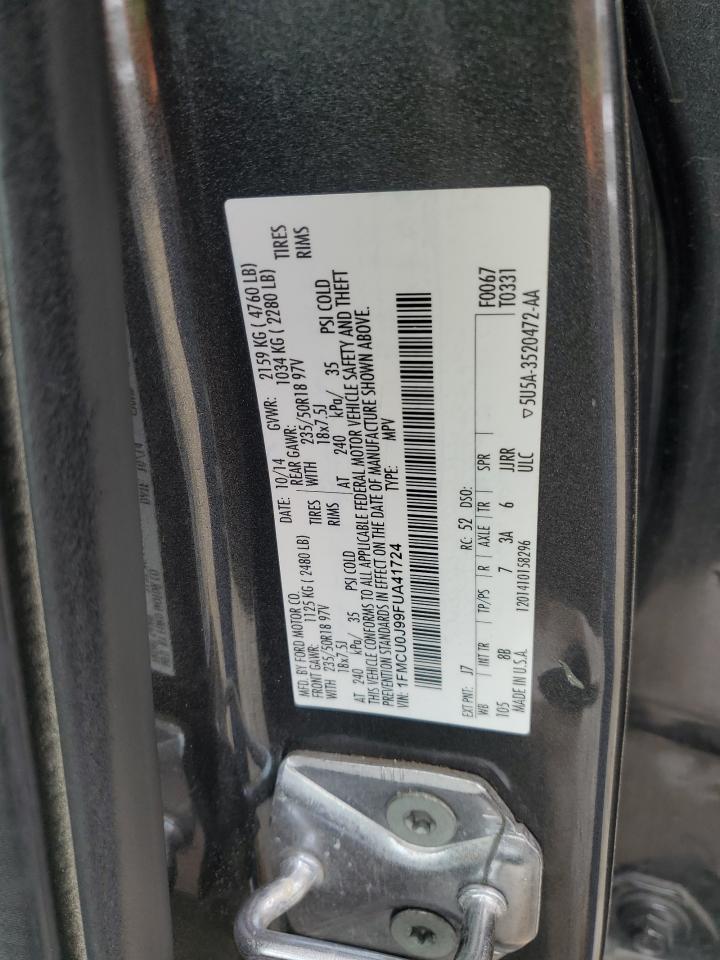 MFD. BY FORD MOTOR CO.
DATE: 10/14
GVWR: 2159 KG ( 4760 LB)
FRONT GAWR: 1125 KG ( 2480 LB)
REAR GAWR: 1034 KG ( 2280 LB)
WITH 235/50R18 97V TIRES
WITH 235/50R18 97V TIRES
18x7.5J RIMS
18x7.5J RIMS
AT 240 kPa/ 35 PSI COLD
AT 240 kPa/ 35 PSI COLD
THIS VEHICLE CONFORMS TO ALL APPLICABLE FEDERAL MOTOR VEHICLE SAFETY AND THEFT
PREVENTION STANDARDS IN EFFECT ON THE DATE OF MANUFACTURE SHOWN ABOVE.
VIN: 1FMCU0J99FUA41724
TYPE: MPV
EXT PNT: J7 RC: 52 DSO:
F0067
WB INT TR TP/PS R AXLE TR SPR
T0331
105 8B 7 3A 6 JJRR
MADE IN U.S.A. 1201410158296 ULC
▽5U5A-3520472-AA